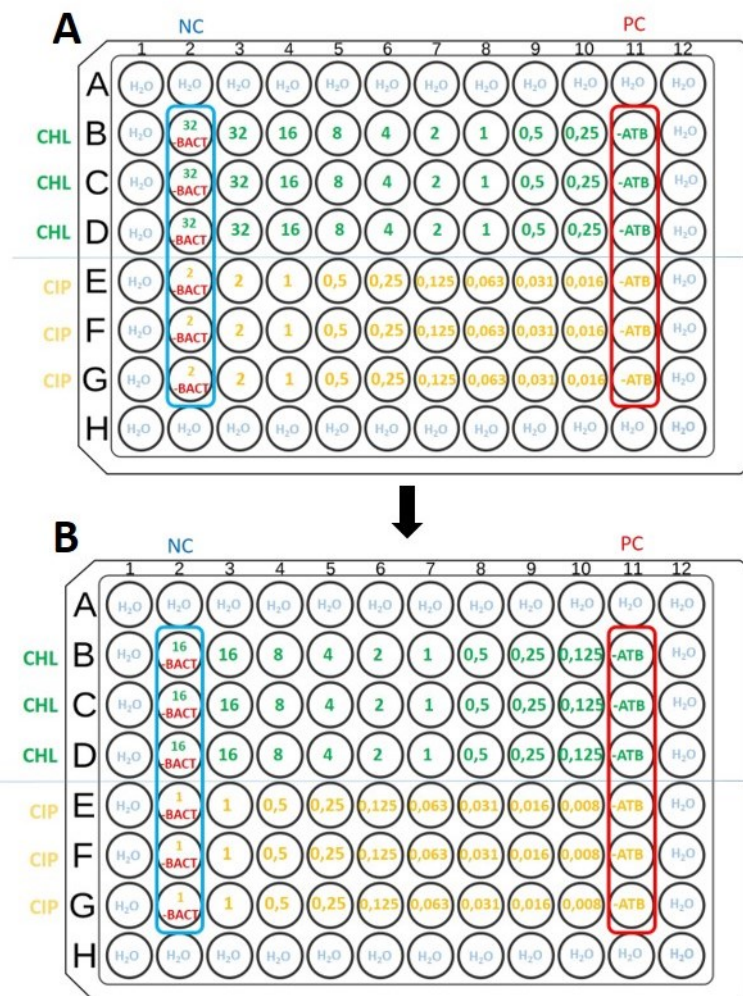 A
NC PC
1 2 3 4 5 6 7 8 9 10 11 12
A H₂O H₂O H₂O H₂O H₂O H₂O H₂O H₂O H₂O H₂O H₂O H₂O
CHL B H₂O 32 -BACT 32 16 8 4 2 1 0,5 0,25 -ATB H₂O
CHL C H₂O 32 -BACT 32 16 8 4 2 1 0,5 0,25 -ATB H₂O
CHL D H₂O 32 -BACT 32 16 8 4 2 1 0,5 0,25 -ATB H₂O
CIP E H₂O 2 -BACT 2 1 0,5 0,25 0,125 0,063 0,031 0,016 -ATB H₂O
CIP F H₂O 2 -BACT 2 1 0,5 0,25 0,125 0,063 0,031 0,016 -ATB H₂O
CIP G H₂O 2 -BACT 2 1 0,5 0,25 0,125 0,063 0,031 0,016 -ATB H₂O
H H₂O H₂O H₂O H₂O H₂O H₂O H₂O H₂O H₂O H₂O H₂O H₂O
B
NC PC
1 2 3 4 5 6 7 8 9 10 11 12
A H₂O H₂O H₂O H₂O H₂O H₂O H₂O H₂O H₂O H₂O H₂O H₂O
CHL B H₂O 16 -BACT 16 8 4 2 1 0,5 0,25 0,125 -ATB H₂O
CHL C H₂O 16 -BACT 16 8 4 2 1 0,5 0,25 0,125 -ATB H₂O
CHL D H₂O 16 -BACT 16 8 4 2 1 0,5 0,25 0,125 -ATB H₂O
CIP E H₂O 1 -BACT 1 0,5 0,25 0,125 0,063 0,031 0,016 0,008 -ATB H₂O
CIP F H₂O 1 -BACT 1 0,5 0,25 0,125 0,063 0,031 0,016 0,008 -ATB H₂O
CIP G H₂O 1 -BACT 1 0,5 0,25 0,125 0,063 0,031 0,016 0,008 -ATB H₂O
H H₂O H₂O H₂O H₂O H₂O H₂O H₂O H₂O H₂O H₂O H₂O H₂O